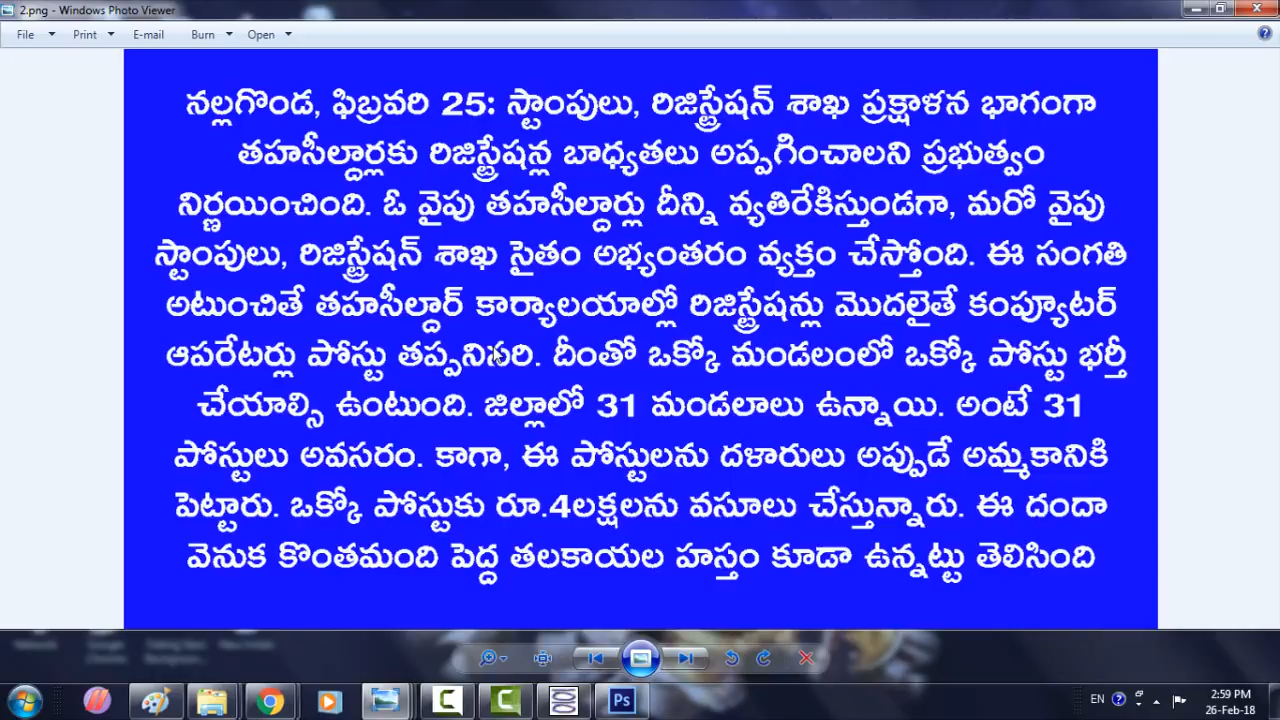 2.png - Windows Photo Viewer
File Print E-mail Burn Open
నల్లగొండ, ఫిబ్రవరి 25: స్టాంపులు, రిజిస్ట్రేషన్ శాఖ ప్రక్షాళన భాగంగా
తహసీల్దార్లకు రిజిస్ట్రేషన్ల బాధ్యతలు అప్పగించాలని ప్రభుత్వం
నిర్ణయించింది. ఓ వైపు తహసీల్దార్లు దీన్ని వ్యతిరేకిస్తుండగా, మరో వైపు
స్టాంపులు, రిజిస్ట్రేషన్ శాఖ సైతం అభ్యంతరం వ్యక్తం చేస్తోంది. ఈ సంగతి
అటుంచితే తహసీల్దార్ కార్యాలయాల్లో రిజిస్ట్రేషన్లు మొదలైతే కంప్యూటర్
ఆపరేటర్లు పోస్టు తప్పనిసరి. దీంతో ఒక్కో మండలంలో ఒక్కో పోస్టు భర్తీ
చేయాల్సి ఉంటుంది. జిల్లాలో 31 మండలాలు ఉన్నాయి. అంటే 31
పోస్టులు అవసరం. కాగా, ఈ పోస్టులను దళారులు అప్పుడే అమ్మకానికి
పెట్టారు. ఒక్కో పోస్టుకు రూ.4లక్షలను వసూలు చేస్తున్నారు. ఈ దందా
వెనుక కొంతమంది పెద్ద తలకాయల హస్తం కూడా ఉన్నట్టు తెలిసింది
Ps
EN
2:59 PM
26-Feb-18